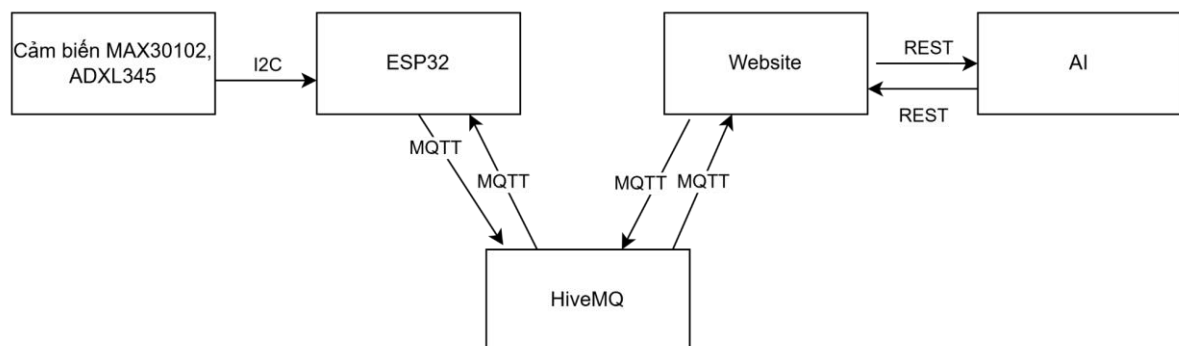 Cảm biến MAX30102,
ADXL345
I2C
ESP32
Website
REST
REST
AI
MQTT
MQTT
MQTT
MQTT
HiveMQ